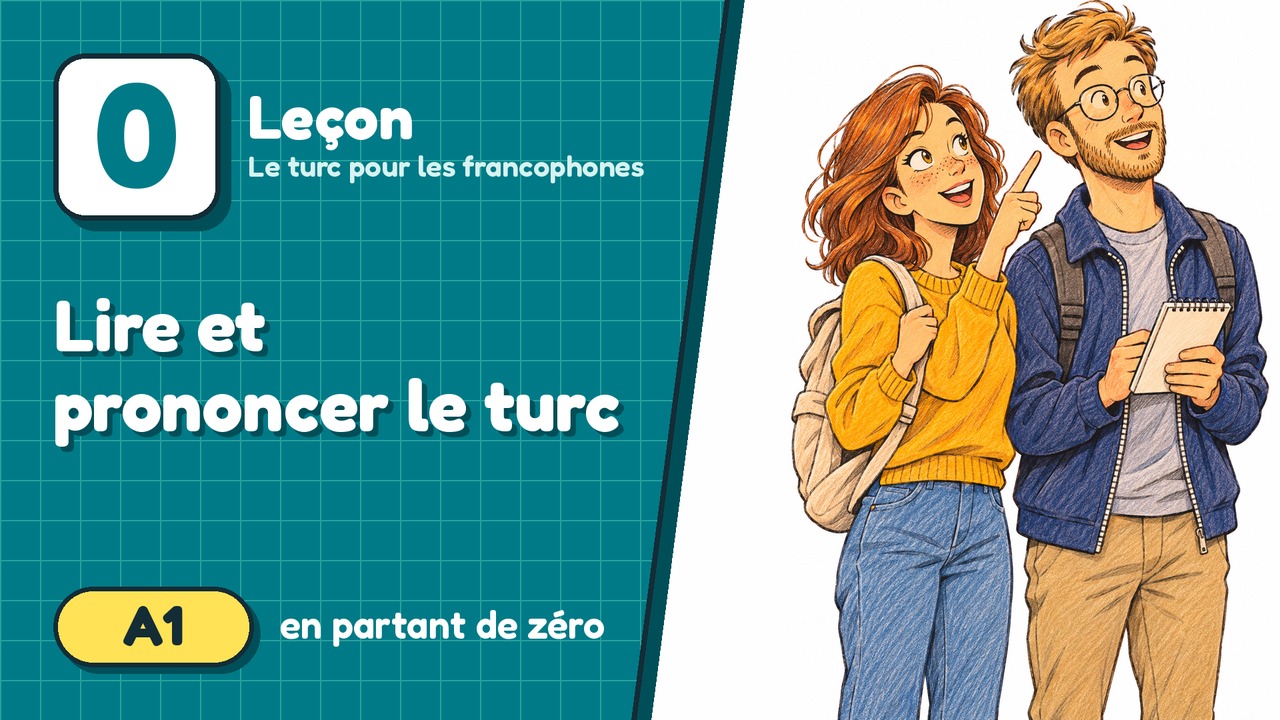 0
Leçon
Le turc pour les francophones
Lire et
prononcer le turc
A1
en partant de zéro